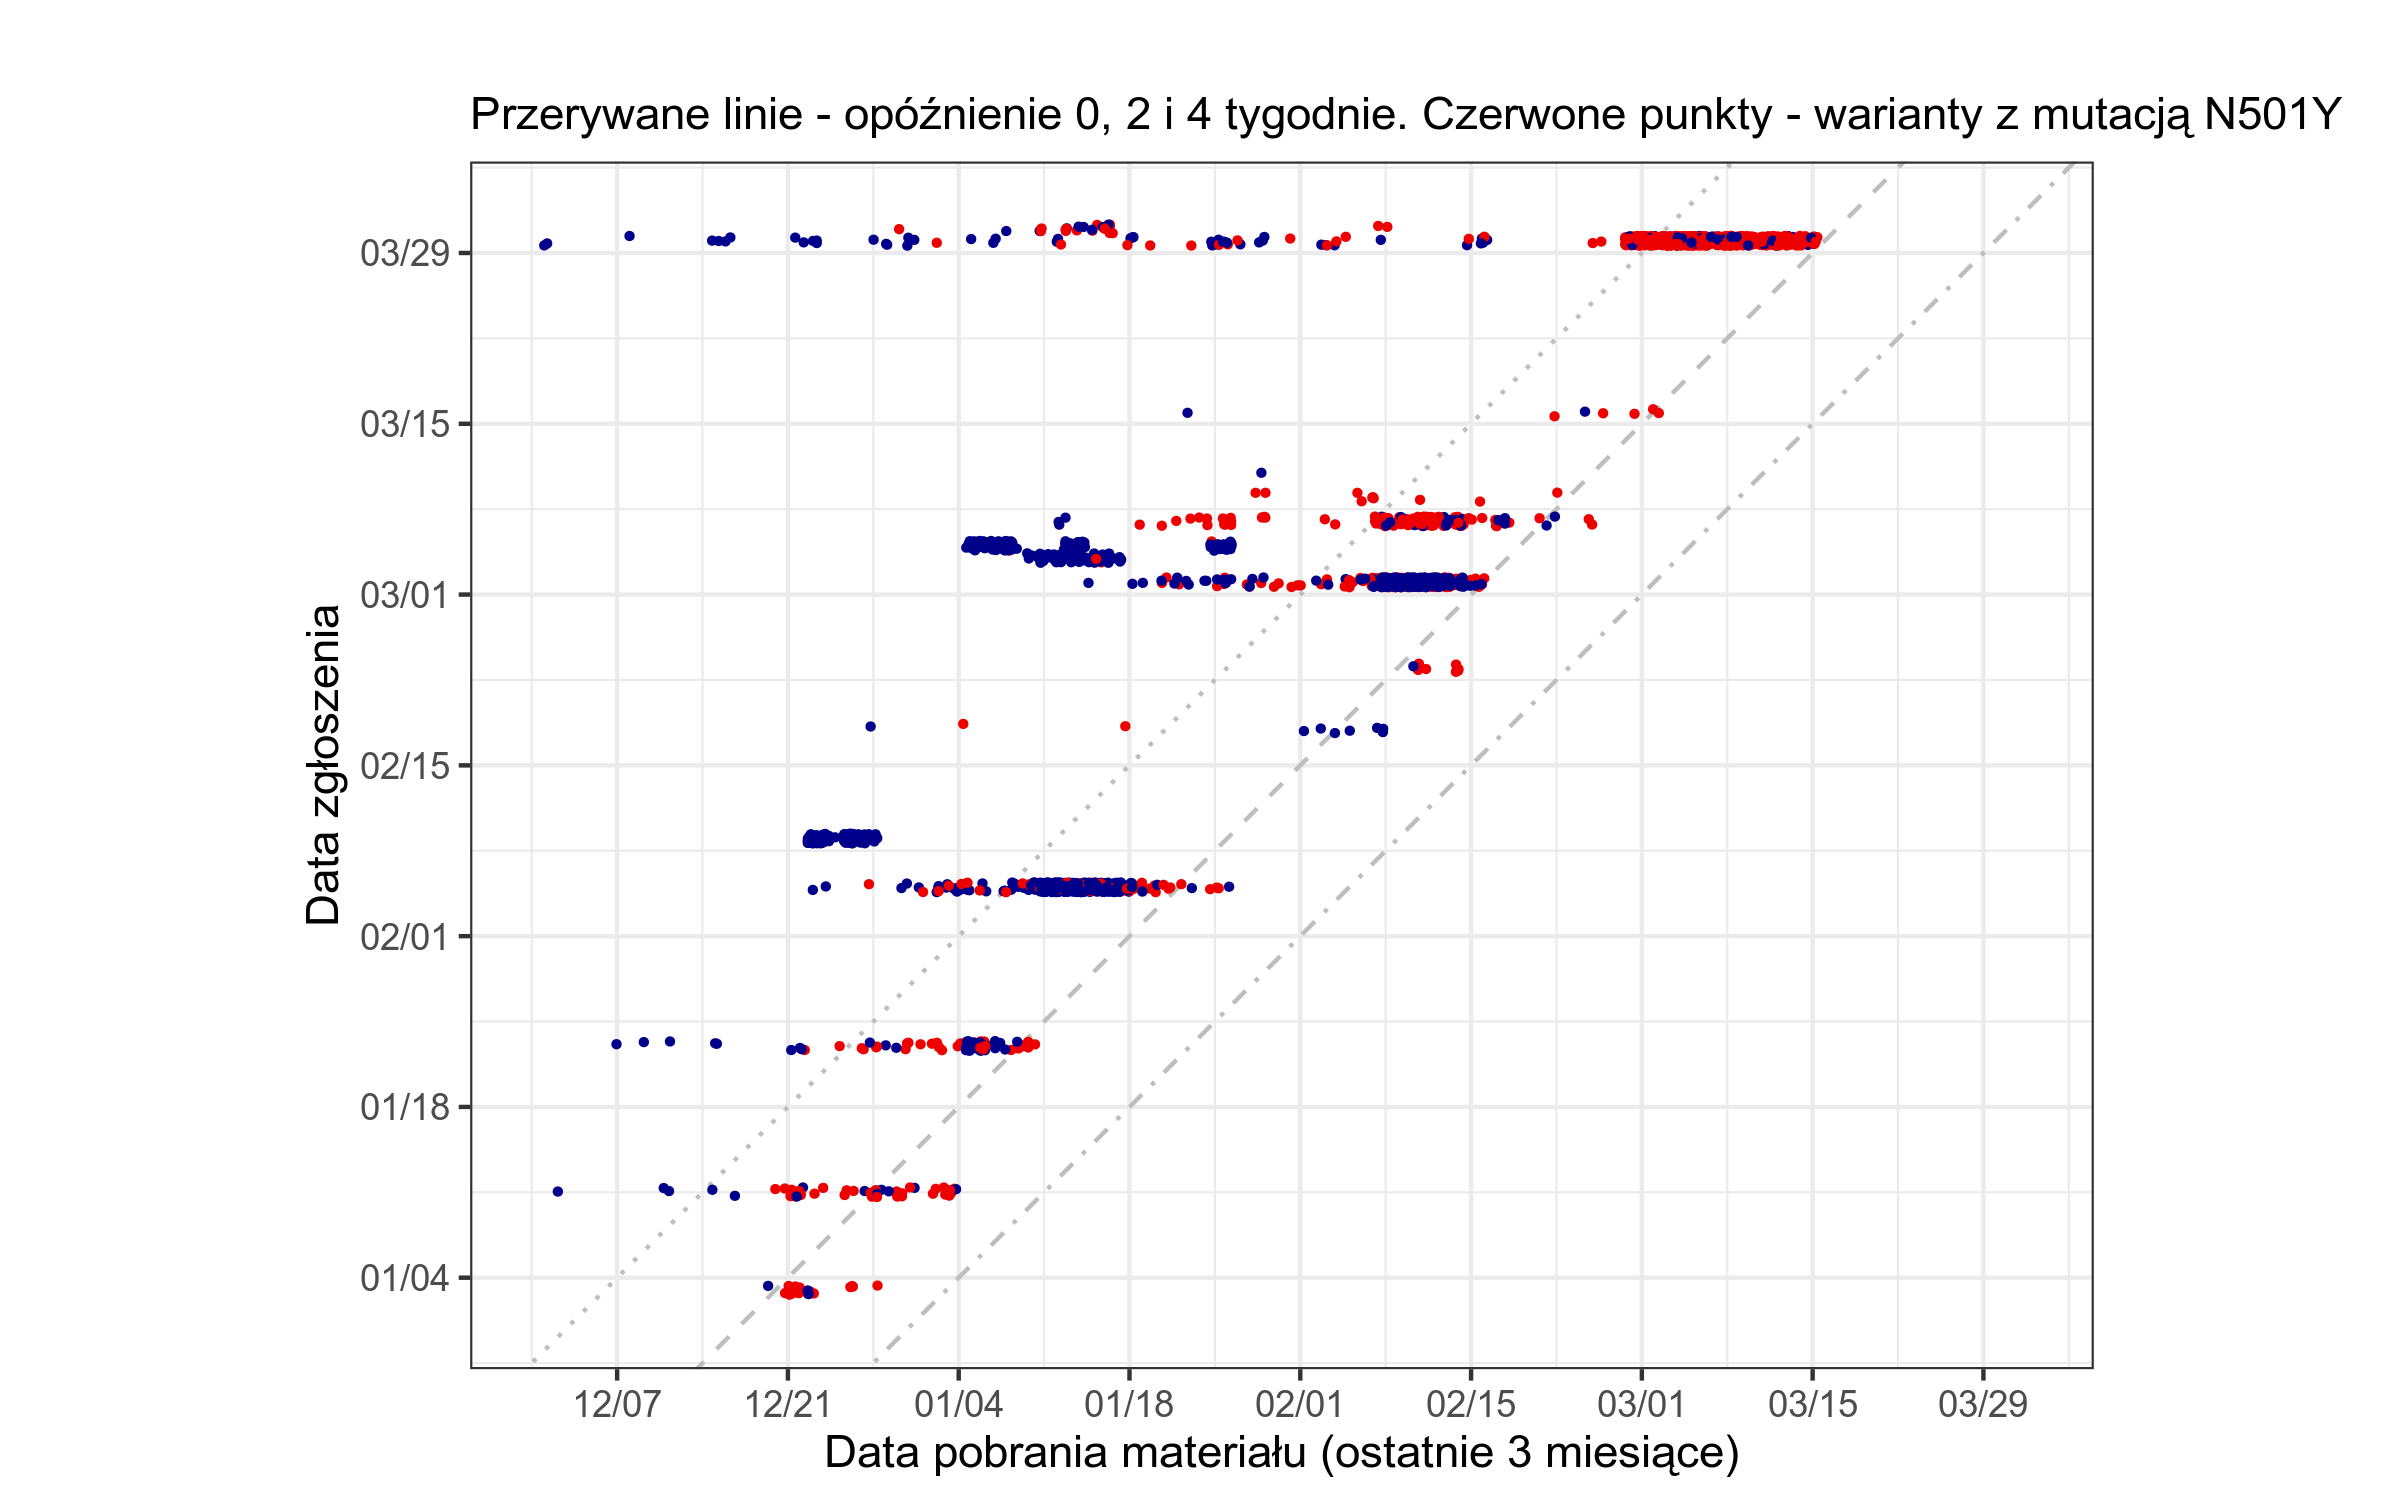 Przerywane linie - opóźnienie 0, 2 i 4 tygodnie. Czerwone punkty - warianty z mutacją N501Y
Data zgłoszenia
03/29
03/15
03/01
02/15
02/01
01/18
01/04
12/07 12/21 01/04 01/18 02/01 02/15 03/01 03/15 03/29
Data pobrania materiału (ostatnie 3 miesiące)